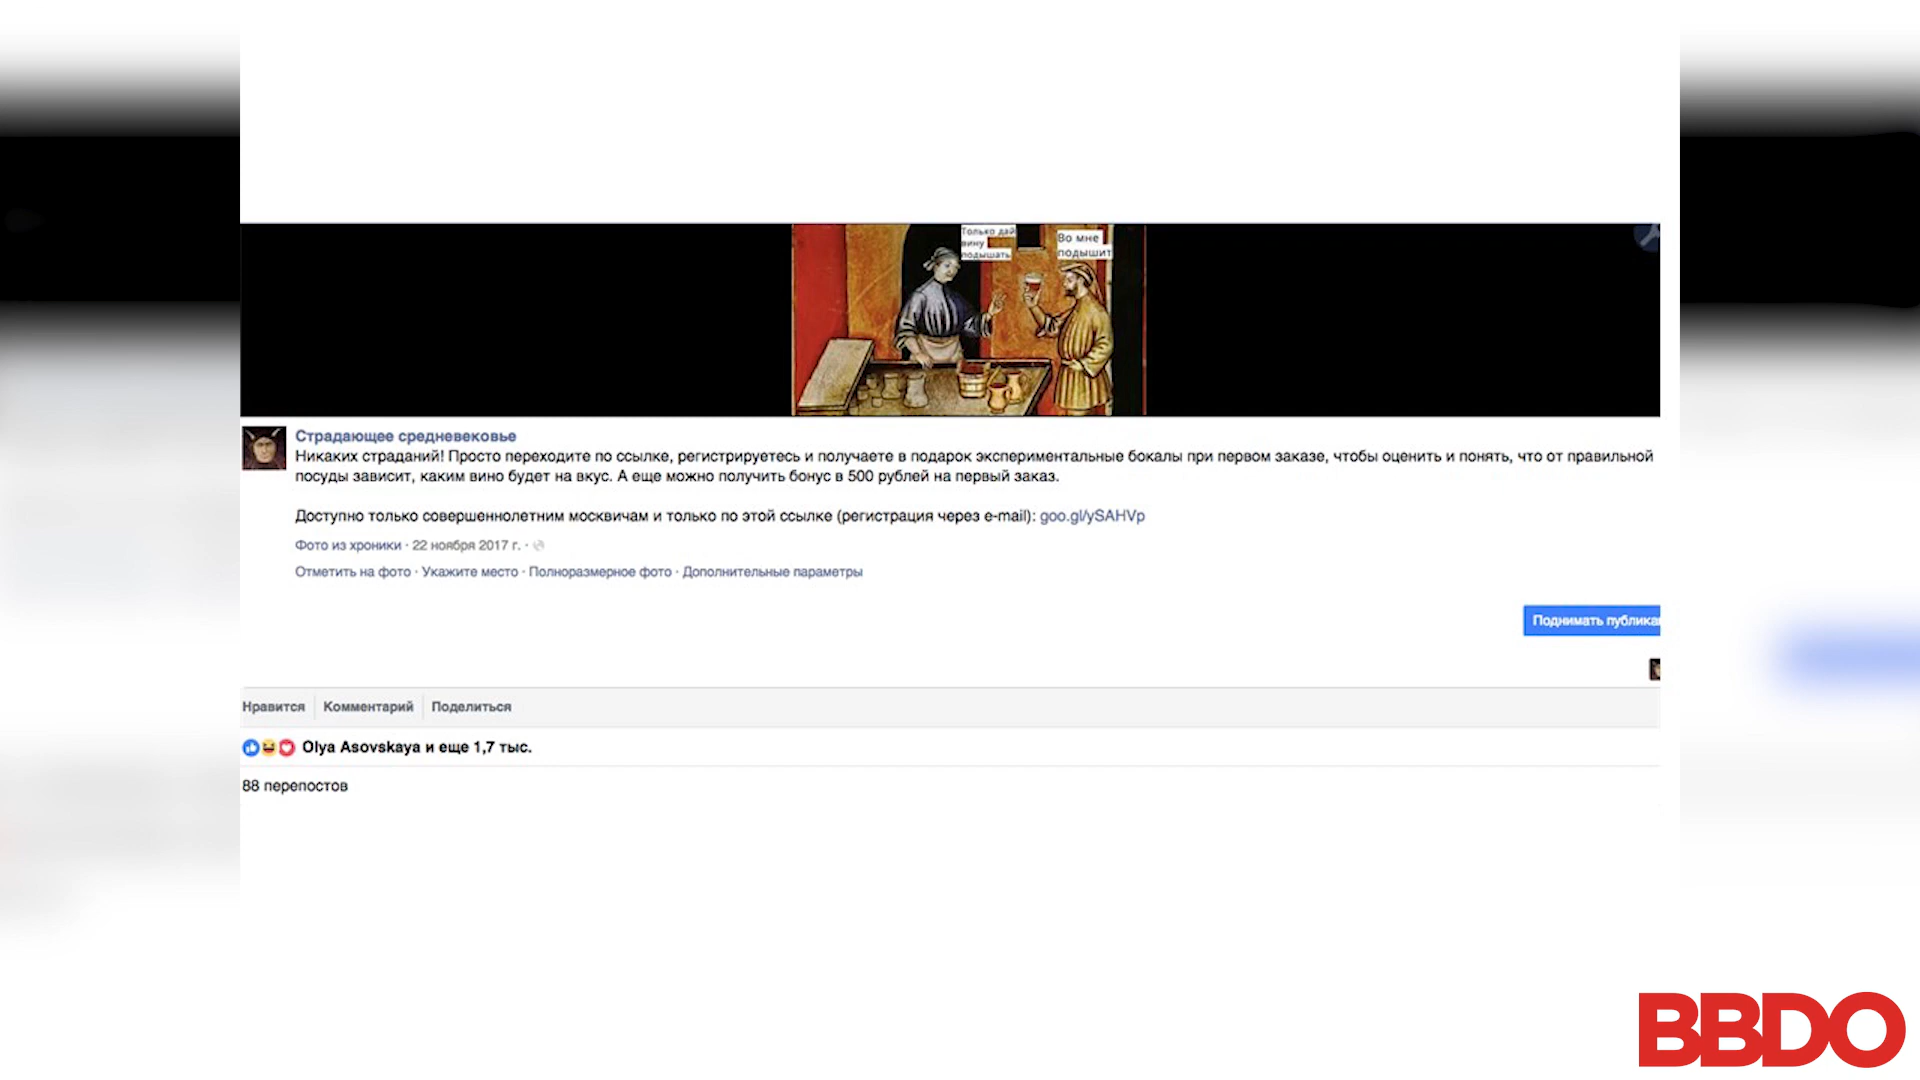 Только дай
вину
подышать
Во мне
подышит
Страдающее средневековье
Никаких страданий! Просто переходите по ссылке, регистрируетесь и получаете в подарок экспериментальные бокалы при первом заказе, чтобы оценить и понять, что от правильной
посуды зависит, каким вино будет на вкус. А еще можно получить бонус в 500 рублей на первый заказ.
Доступно только совершеннолетним москвичам и только по этой ссылке (регистрация через e-mail): goo.gl/ySAHVp
Фото из хроники · 22 ноября 2017 г. ·
Отметить на фото · Укажите место · Полноразмерное фото · Дополнительные параметры
Поднимать
Нравится Комментарий Поделиться
Olya Asovskaya и еще 1,7 тыс.
88 перепостов
BBDO